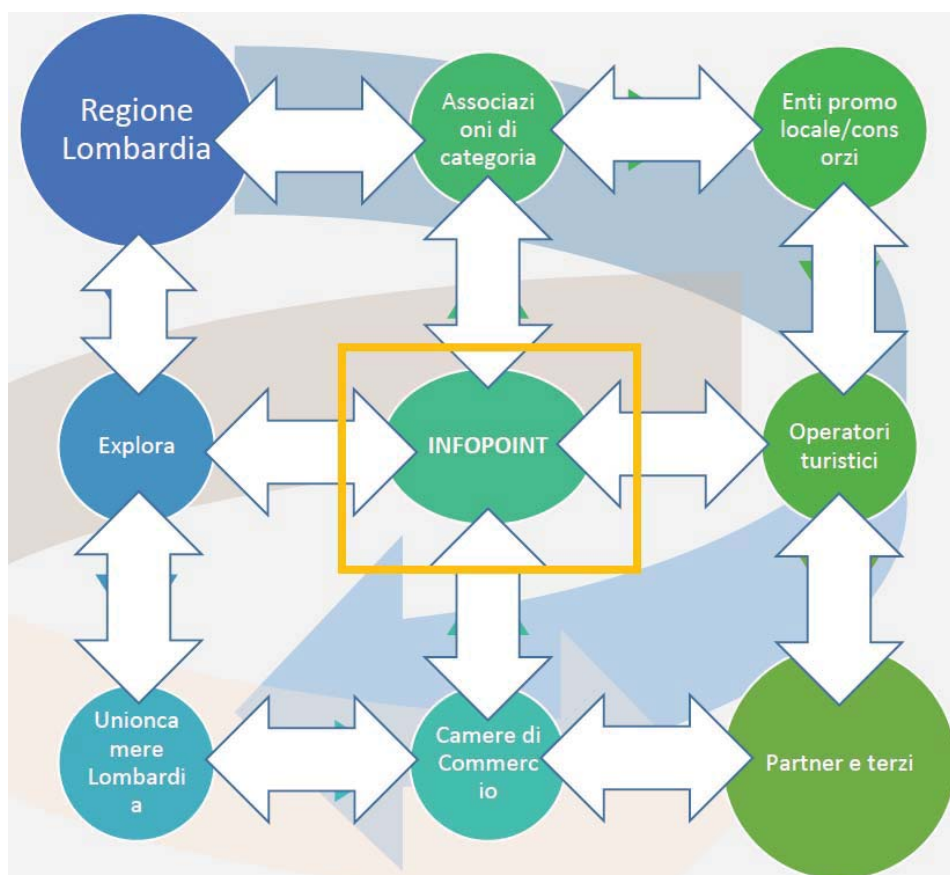 Regione
Lombardia
Associazi
oni di
categoria
Enti promo
locale/cons
orzi
Explora
INFOPOINT
Operatori
turistici
Unionca
mere
Lombardi
a
Camere di
Commerc
io
Partner e terzi